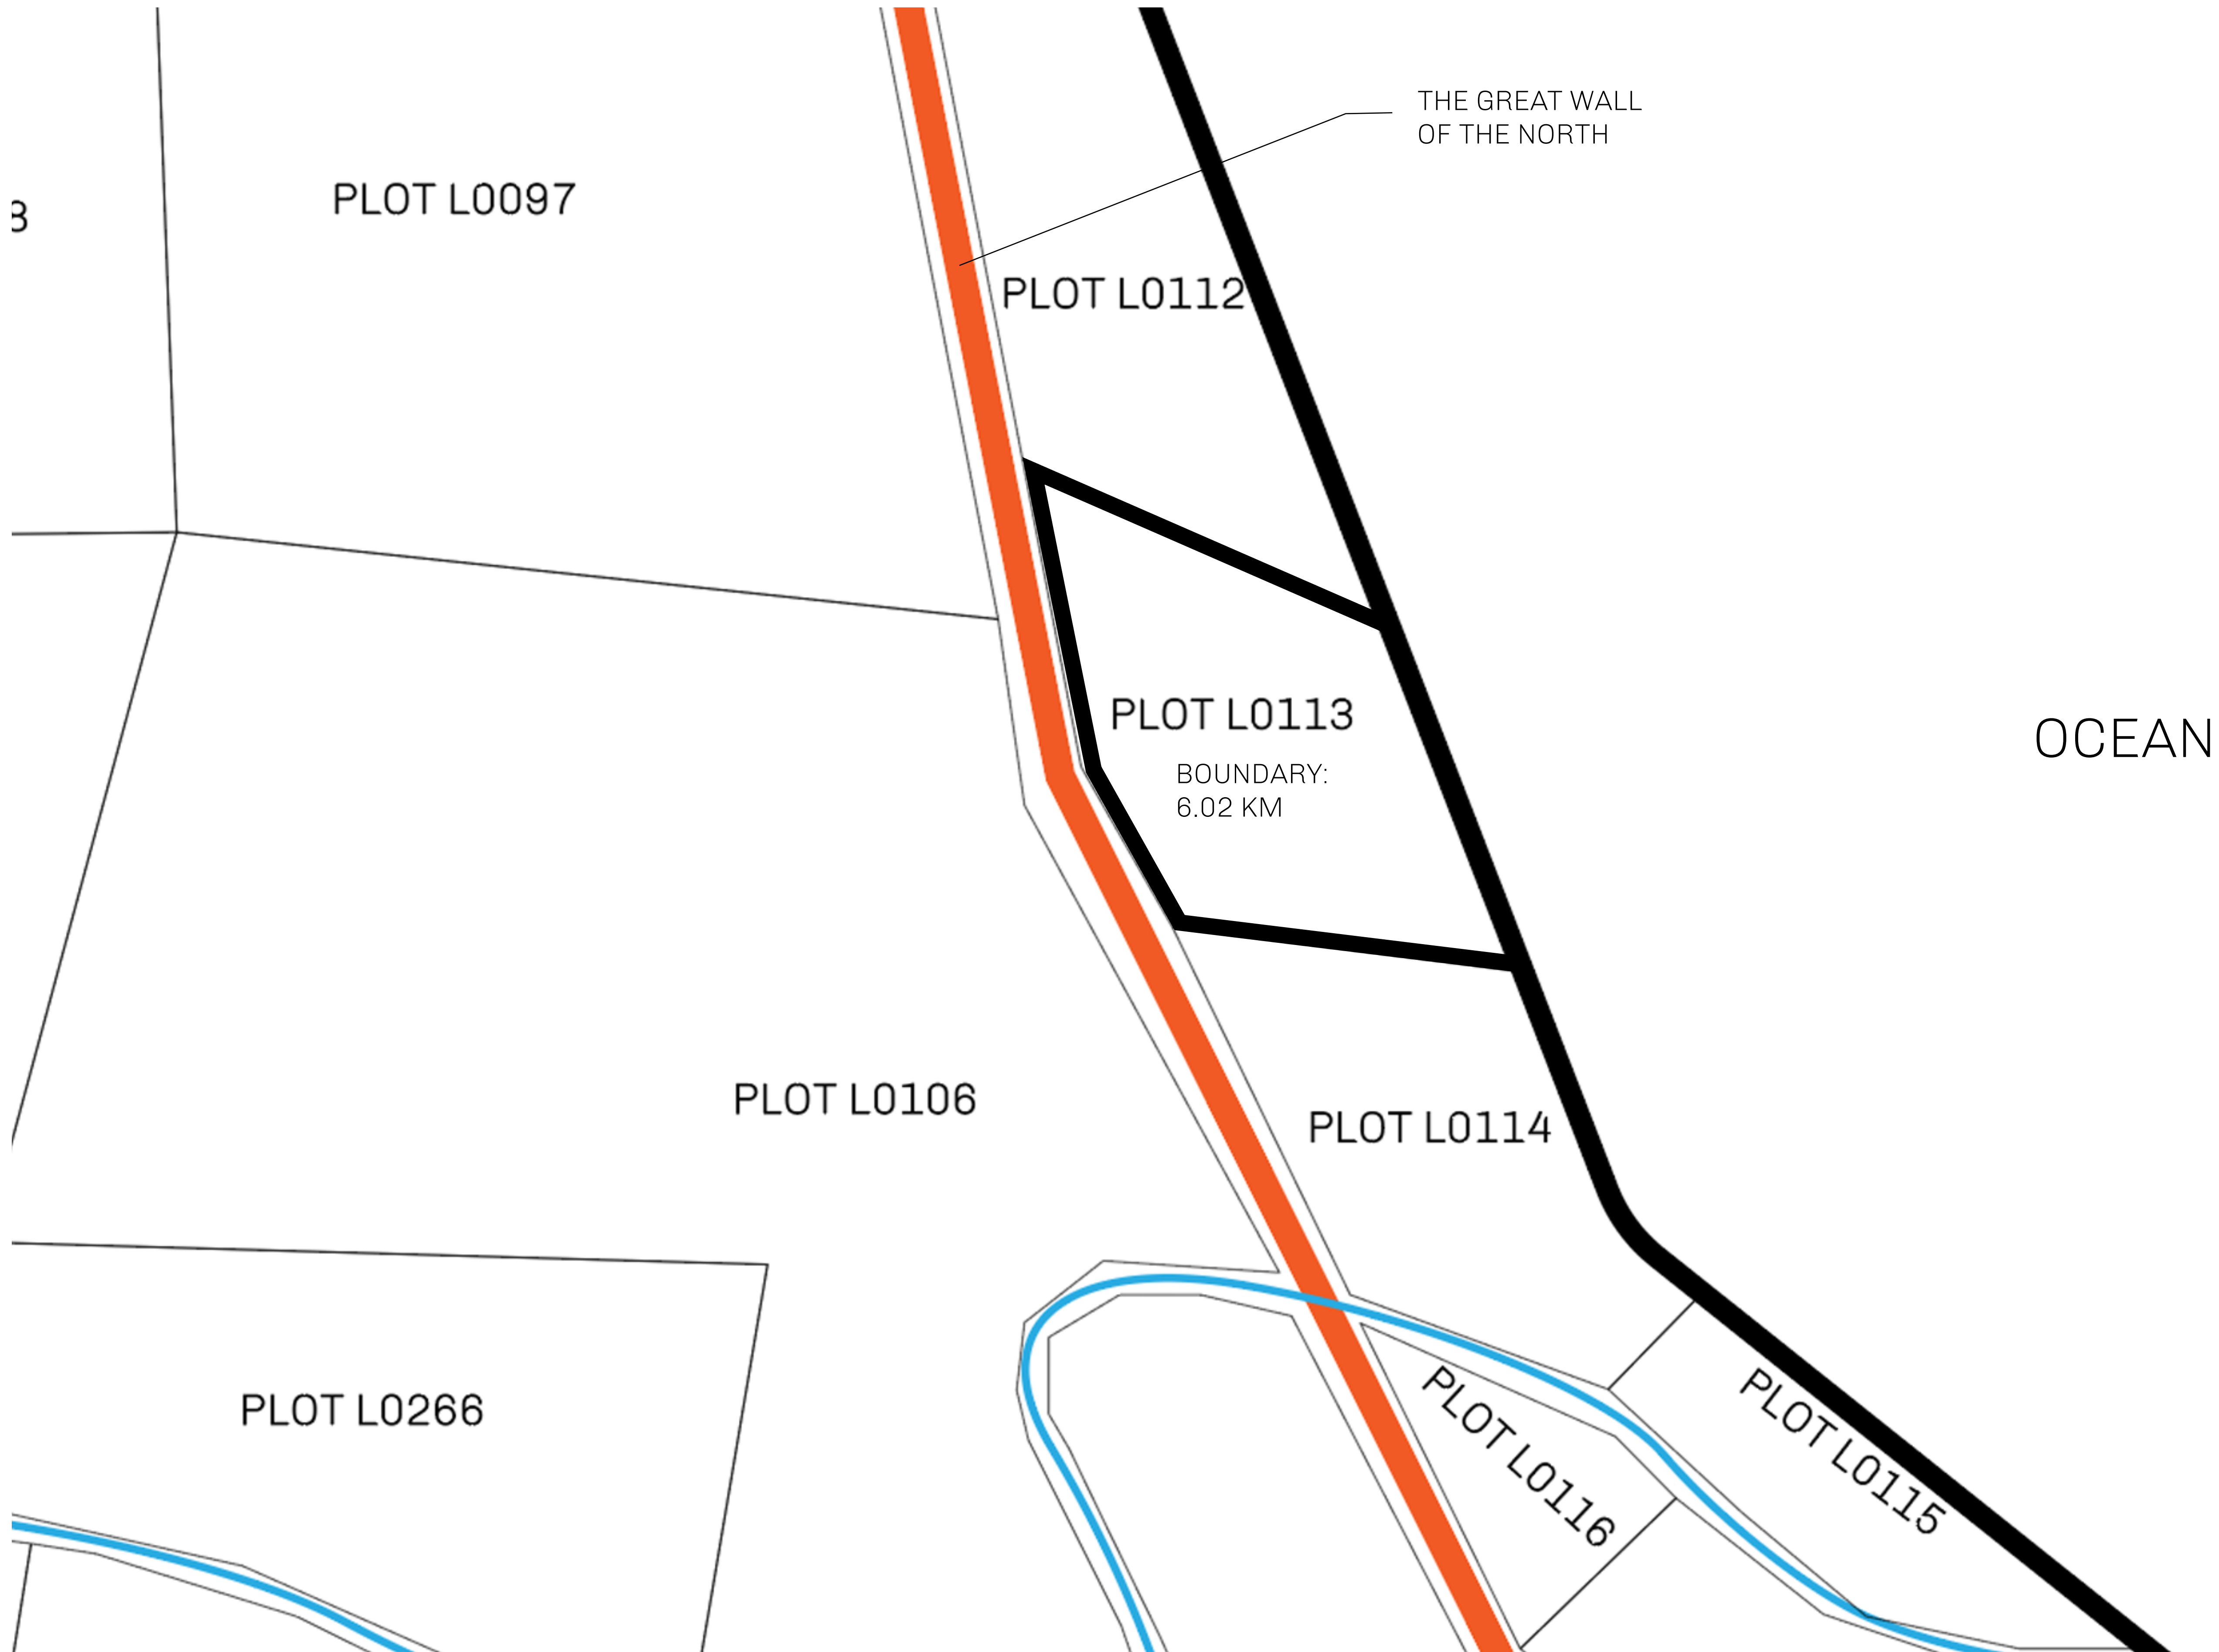 THE GREAT WALL
OF THE NORTH
PLOT L0097
8
PLOT L0112
PLOT L0113
BOUNDARY:
6.02 KM
OCEAN
PLOT L0106
PLOT L0114
PLOT L0266
PLOT L0116
PLOT L0115